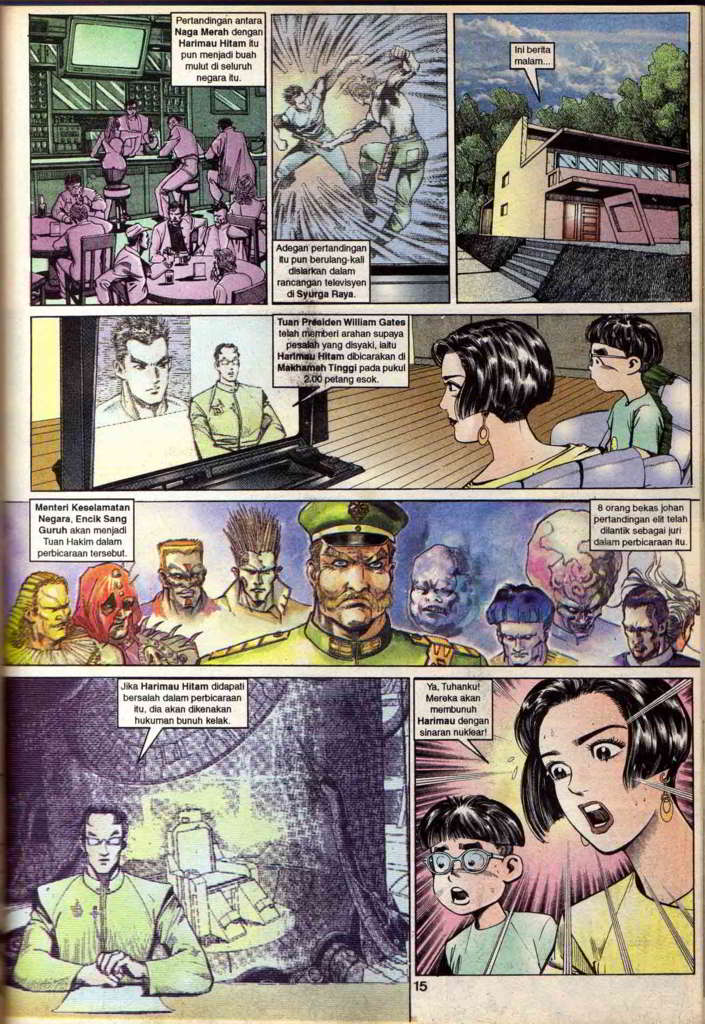 Pertandingan antara
Naga Merah dengan
Harimau Hitam itu
pun menjadi buah
mulut di seluruh
negara itu.
Adegan pertandingan
itu pun berulang-kali
disiarkan dalam
rancangan televisyen
di Syurga Raya.
Ini berita
malam...
Tuan Presiden William Gates
telah memberi arahan supaya
pesalah yang disyaki, iaitu
Harimau Hitam dibicarakan di
Makhamah Tinggi pada pukul
2.00 petang esok.
Menteri Keselamatan
Negara, Encik Sang
Guruh akan menjadi
Tuan Hakim dalam
perbicaraan tersebut.
8 orang bekas johan
pertandingan elit telah
dilantik sebagai juri
dalam perbicaraan itu.
Jika Harimau Hitam didapati
bersalah dalam perbicaraan
itu, dia akan dikenakan
hukuman bunuh kelak.
Ya, Tuhanku!
Mereka akan
membunuh
Harimau dengan
sinaran nuklear!
15